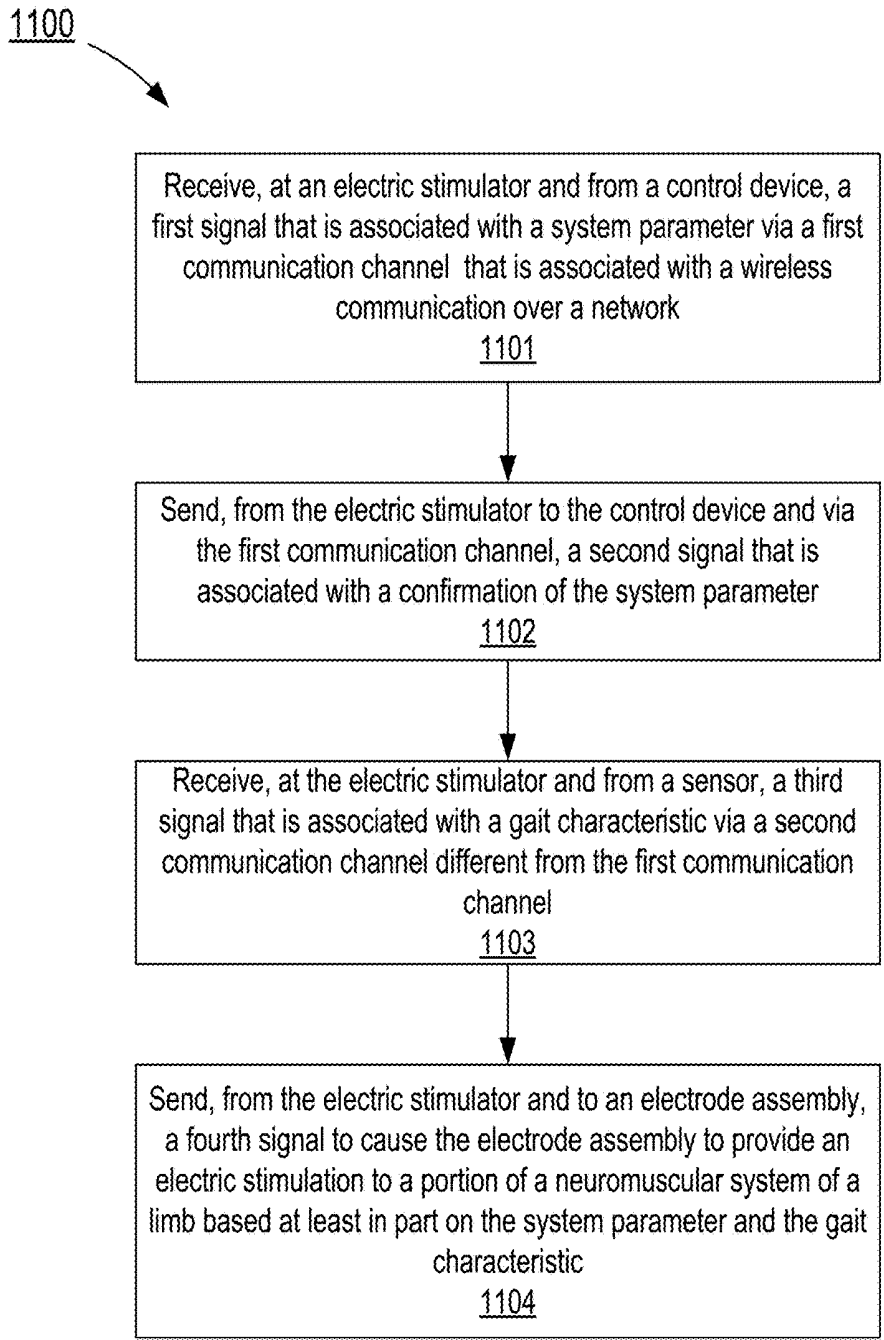 1100
Receive, at an electric stimulator and from a control device, a
first signal that is associated with a system parameter via a first
communication channel that is associated with a wireless
communication over a network
1101
Send, from the electric stimulator to the control device and via
the first communication channel, a second signal that is
associated with a confirmation of the system parameter
1102
Receive, at the electric stimulator and from a sensor, a third
signal that is associated with a gait characteristic via a second
communication channel different from the first communication
channel
1103
Send, from the electric stimulator and to an electrode assembly,
a fourth signal to cause the electrode assembly to provide an
electric stimulation to a portion of a neuromuscular system of a
limb based at least in part on the system parameter and the gait
characteristic
1104